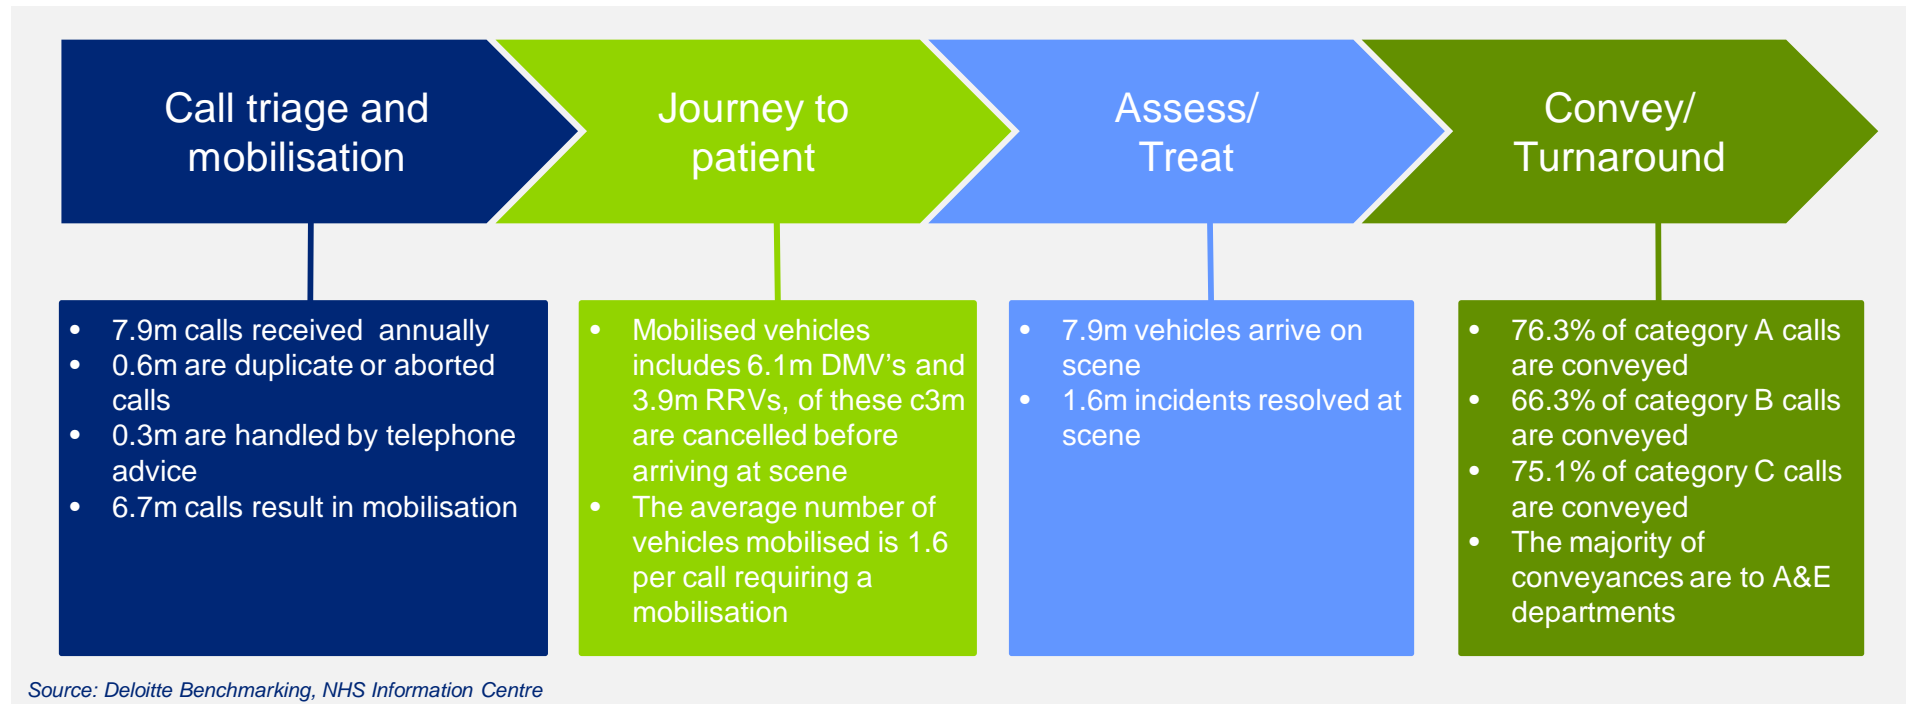 Call triage and
mobilisation
Journey to
patient
Assess/
Treat
Convey/
Turnaround
• 7.9m calls received annually
• 0.6m are duplicate or aborted
calls
• 0.3m are handled by telephone
advice
• 6.7m calls result in mobilisation
• Mobilised vehicles
includes 6.1m DMV's and
3.9m RRVs, of these c3m
are cancelled before
arriving at scene
• The average number of
vehicles mobilised is 1.6
per call requiring a
mobilisation
• 7.9m vehicles arrive on
scene
• 1.6m incidents resolved at
scene
• 76.3% of category A calls
are conveyed
• 66.3% of category B calls
are conveyed
• 75.1% of category C calls
are conveyed
• The majority of
conveyances are to A&E
departments
Source: Deloitte Benchmarking, NHS Information Centre